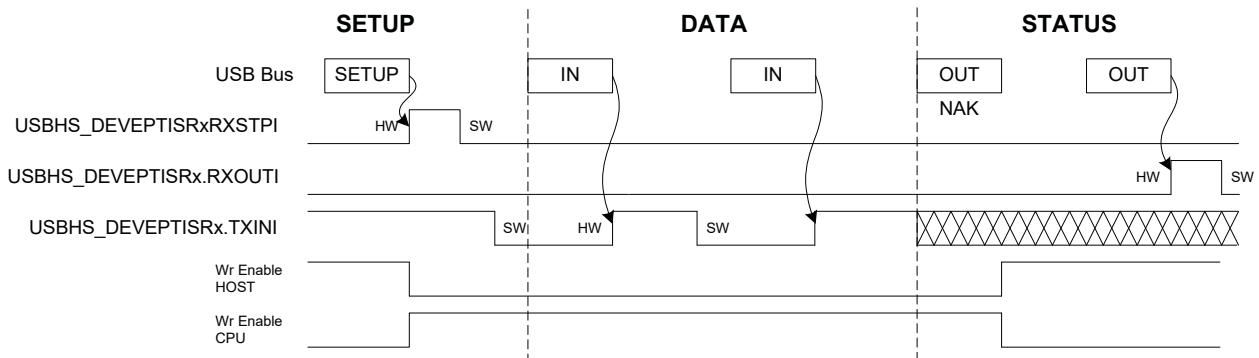 SETUP DATA STATUS
USB Bus SETUP IN IN OUT OUT
NAK
USBHS_DEVEPTISRxRXSTPI HW SW
USBHS_DEVEPTISRx.RXOUTI HW SW
USBHS_DEVEPTISRx.TXINI SW HW SW
Wr Enable
HOST
Wr Enable
CPU